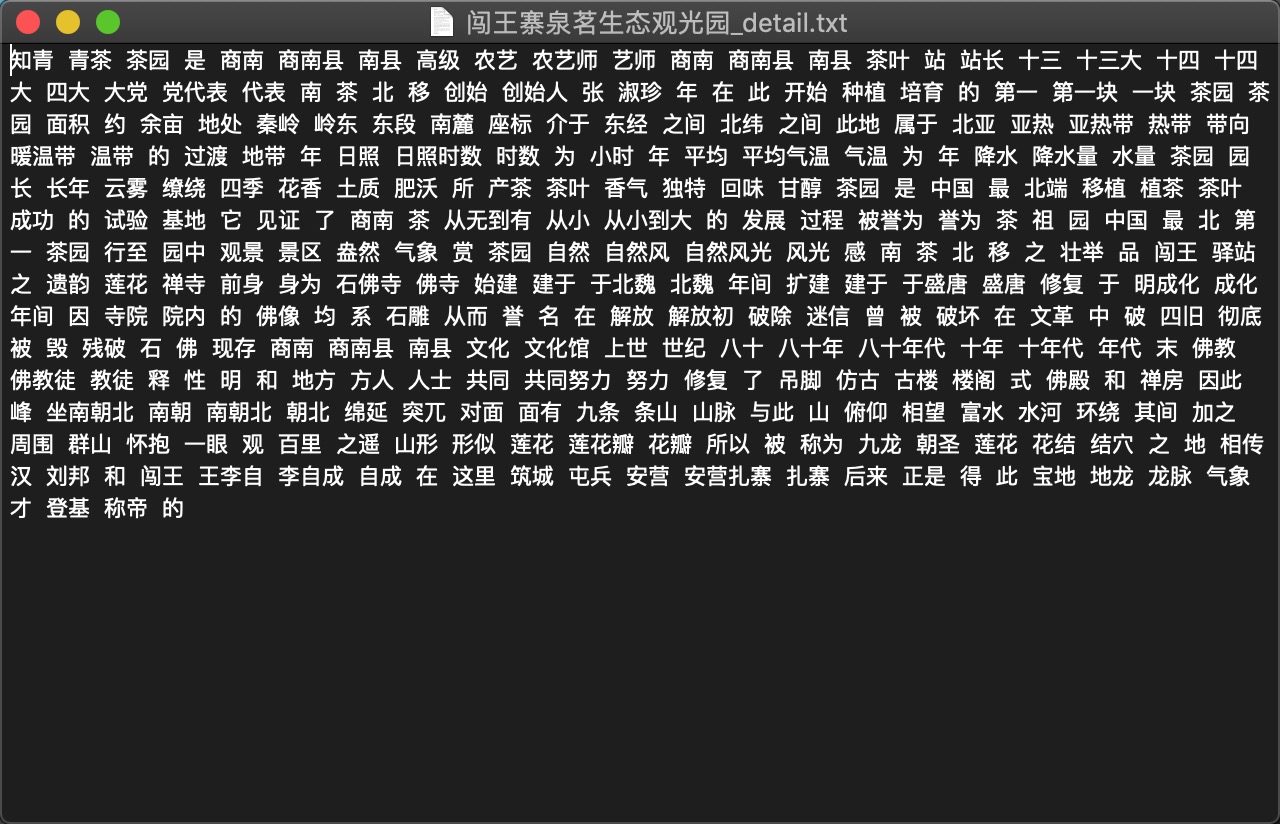 闯王寨泉茗生态观光园_detail.txt
知青 青茶 茶园 是 商南 商南县 南县 高级 农艺 农艺师 艺师 商南 商南县 南县 茶叶 站 站长 十三 十三大 十四 十四
大 四大 大党 党代表 代表 南 茶 北 移 创始 创始人 张 淑珍 年 在 此 开始 种植 培育 的 第一 第一块 一块 茶园 茶
园 面积 约 余亩 地处 秦岭 岭东 东段 南麓 座标 介于 东经 之间 北纬 之间 此地 属于 北亚 亚热 亚热带 热带 带向
暖温带 温带 的 过渡 地带 年 日照 日照时数 时数 为 小时 年 平均 平均气温 气温 为 年 降水 降水量 水量 茶园 园
长 长年 云雾 缭绕 四季 花香 土质 肥沃 所 产茶 茶叶 香气 独特 回味 甘醇 茶园 是 中国 最 北端 移植 植茶 茶叶
成功 的 试验 基地 它 见证 了 商南 茶 从无到有 从小 从小到大 的 发展 过程 被誉为 誉为 茶 祖 园 中国 最 北 第
一 茶园 行至 园中 观景 景区 盎然 气象 赏 茶园 自然 自然风 自然风光 风光 感 南 茶 北 移 之 壮举 品 闯王 驿站
之 遗韵 莲花 禅寺 前身 身为 石佛寺 佛寺 始建 建于 于北魏 北魏 年间 扩建 建于 于盛唐 盛唐 修复 于 明成化 成化
年间 因 寺院 院内 的 佛像 均 系 石雕 从而 誉 名 在 解放 解放初 破除 迷信 曾 被 破坏 在 文革 中 破 四旧 彻底
被 毁 残破 石 佛 现存 商南 商南县 南县 文化 文化馆 上世 世纪 八十 八十年 八十年代 十年 十年代 年代 末 佛教
佛教徒 教徒 释 性 明 和 地方 方人 人士 共同 共同努力 努力 修复 了 吊脚 仿古 古楼 楼阁 式 佛殿 和 禅房 因此
峰 坐南朝北 南朝 南朝北 朝北 绵延 突兀 对面 面有 九条 条山 山脉 与此 山 俯仰 相望 富水 水河 环绕 其间 加之
周围 群山 怀抱 一眼 观 百里 之遥 山形 形似 莲花 莲花瓣 花瓣 所以 被 称为 九龙 朝圣 莲花 花结 结穴 之 地 相传
汉 刘邦 和 闯王 王李自 李自成 自成 在 这里 筑城 屯兵 安营 安营扎寨 扎寨 后来 正是 得 此 宝地 地龙 龙脉 气象
才 登基 称帝 的